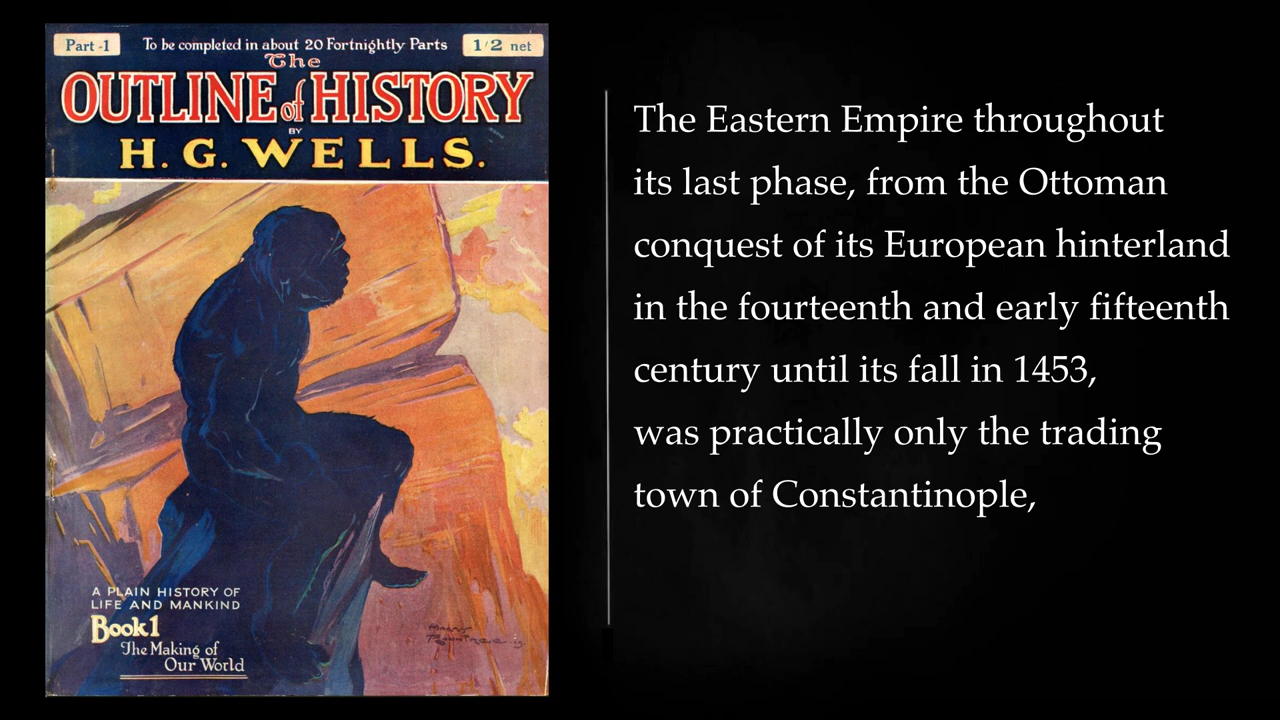 Part -1
To be completed in about 20 Fortnightly Parts
1/2 net
The
OUTLINE of HISTORY
BY
H. G. WELLS.
A PLAIN HISTORY OF
LIFE AND MANKIND
Book 1
The Making of
Our World
The Eastern Empire throughout
its last phase, from the Ottoman
conquest of its European hinterland
in the fourteenth and early fifteenth
century until its fall in 1453,
was practically only the trading
town of Constantinople,